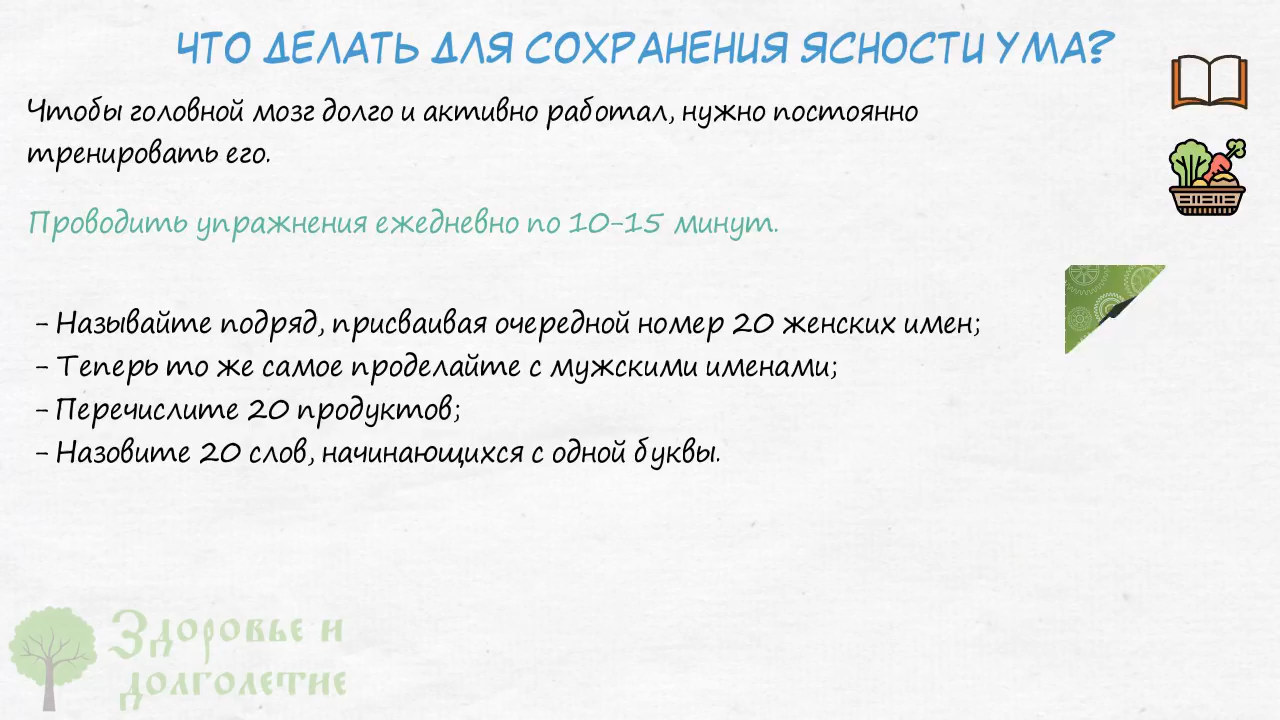 ЧТО ДЕЛАТЬ ДЛЯ СОХРАНЕНИЯ ЯСНОСТИ УМА?
Чтобы головной мозг долго и активно работал, нужно постоянно
тренировать его.
Проводить упражнения ежедневно по 10-15 минут.
- Называйте подряд, присваивая очередной номер 20 женских имен;
- Теперь то же самое проделайте с мужскими именами;
- Перечислите 20 продуктов;
- Назовите 20 слов, начинающихся с одной буквы.
Здоровье и
долголетие